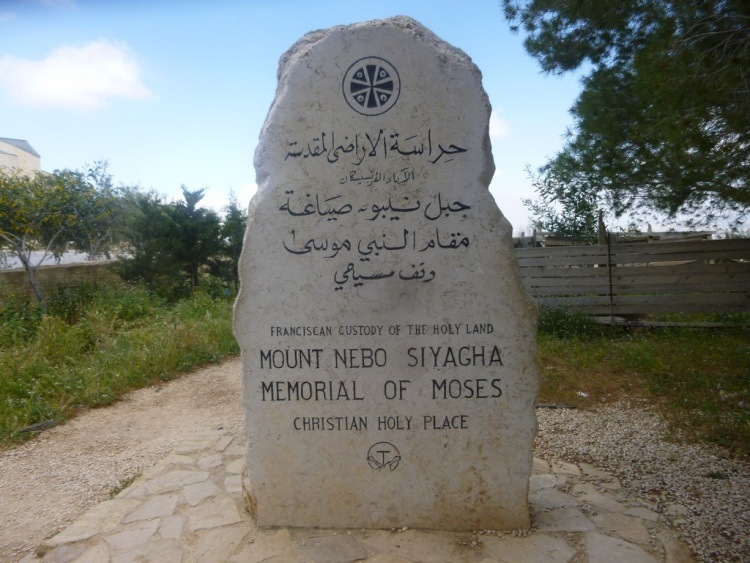 حراسة الاراضي المقدسة
الآباء الفرنسيسكان
جبل نيبو صياغة
مقام النبي موسى
وقف مسيحي
FRANCISCAN CUSTODY OF THE HOLY LAND
MOUNT NEBO SIYAGHA
MEMORIAL OF MOSES
CHRISTIAN HOLY PLACE